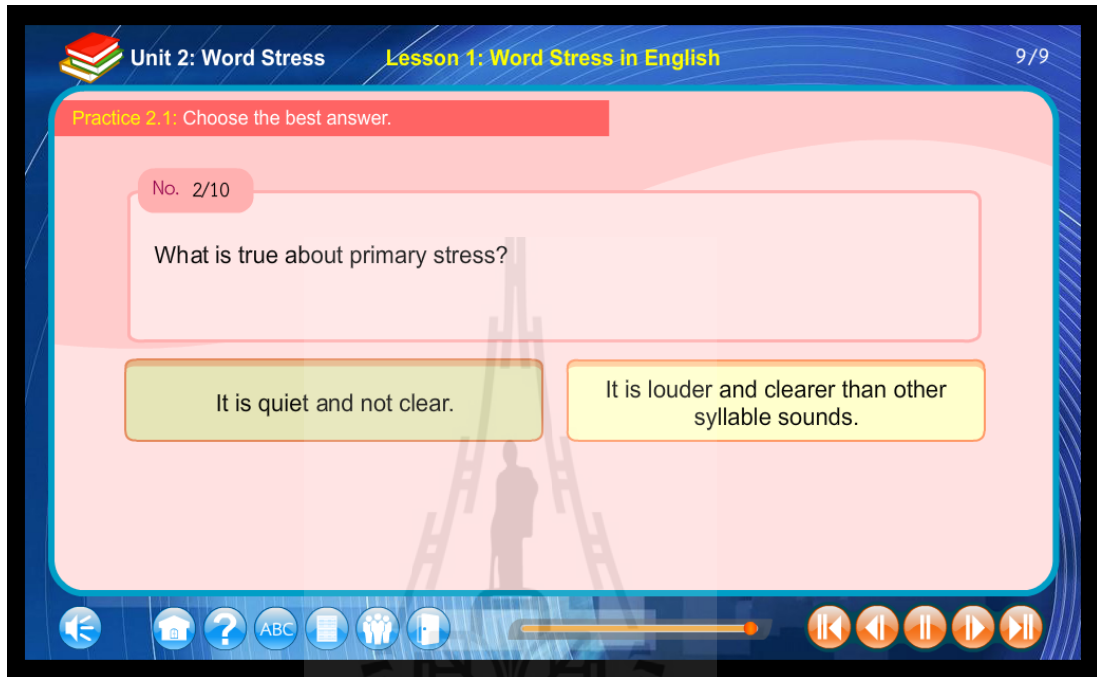 Unit 2: Word Stress Lesson 1: Word Stress in English 9/9
Practice 2.1: Choose the best answer.
No. 2/10
What is true about primary stress?
It is quiet and not clear.
It is louder and clearer than other
syllable sounds.
ABC